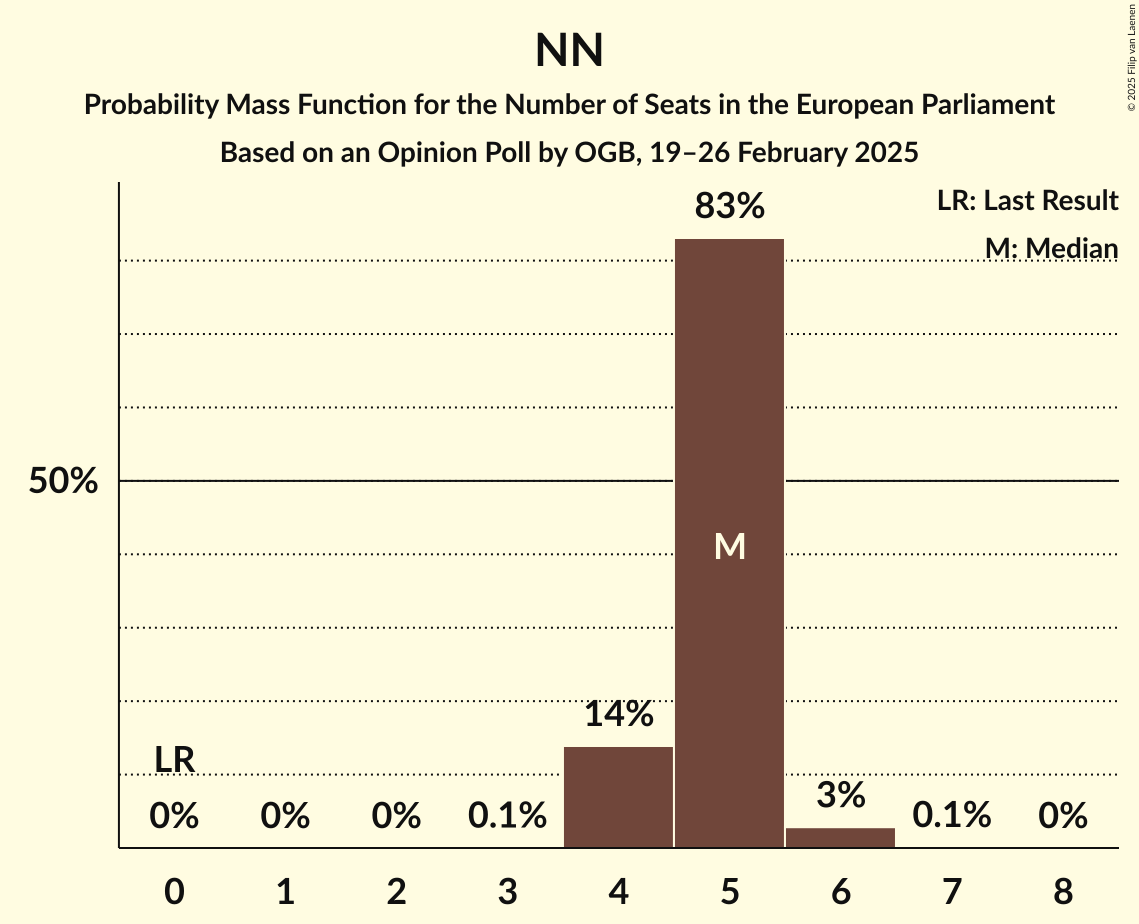 NN
Probability Mass Function for the Number of Seats in the European Parliament
Based on an Opinion Poll by OGB, 19–26 February 2025
© 2025 Filip van Laenen
LR: Last Result
M: Median
83%
50%
M
14%
LR
0%
0%
0%
0.1%
3%
0.1%
0%
0 1 2 3 4 5 6 7 8